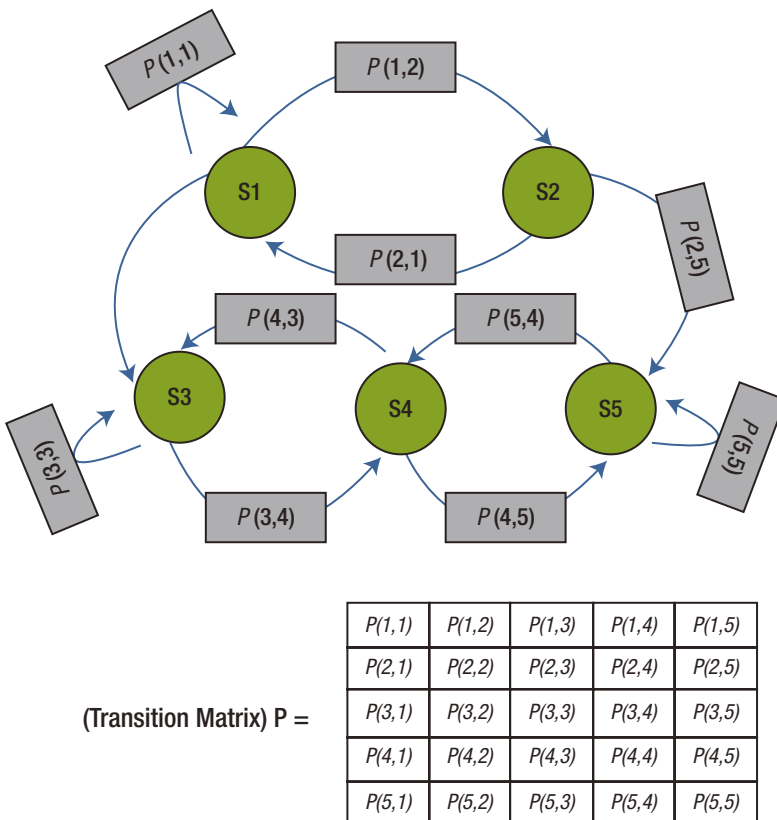 P(1,1)
P(1,2)
S1
S2
P(2,1)
P(2,5)
P(4,3)
P(5,4)
S3
S4
S5
P(3,3)
P(5,5)
P(3,4)
P(4,5)
P(1,1) P(1,2) P(1,3) P(1,4) P(1,5)
P(2,1) P(2,2) P(2,3) P(2,4) P(2,5)
(Transition Matrix) P = P(3,1) P(3,2) P(3,3) P(3,4) P(3,5)
P(4,1) P(4,2) P(4,3) P(4,4) P(4,5)
P(5,1) P(5,2) P(5,3) P(5,4) P(5,5)